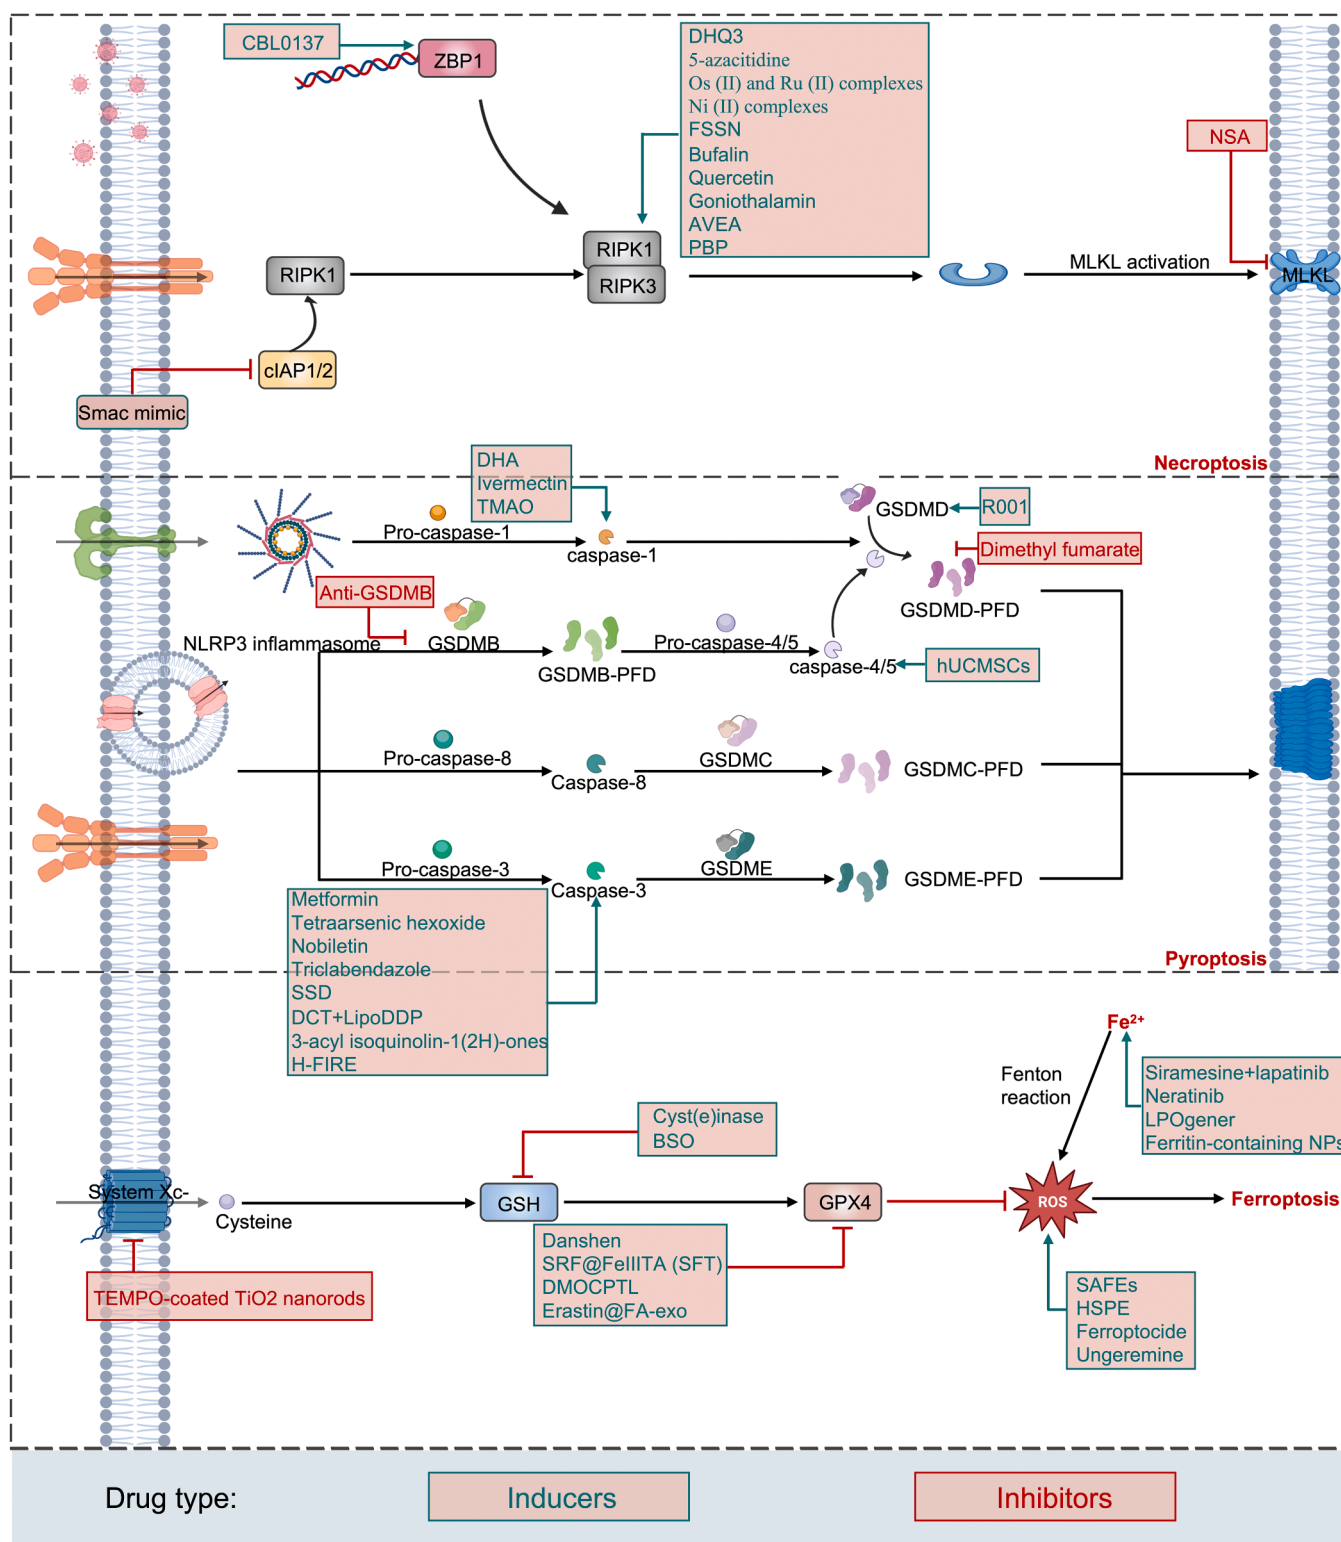 CBL0137
ZBP1
DHQ3
5-azacitidine
Os (II) and Ru (II) complexes
Ni (II) complexes
FSSN
Bufalin
Quercetin
Goniothalamin
AVEA
PBP
NSA
RIPK1
RIPK1
RIPK3
MLKL activation
MLKL
cIAP1/2
Smac mimic
Necroptosis
DHA
Ivermectin
TMAO
Pro-caspase-1
caspase-1
GSDMD
R001
Dimethyl fumarate
GSDMD-PFD
Anti-GSDMB
NLRP3 inflammasome
GSDMB
GSDMB-PFD
Pro-caspase-4/5
caspase-4/5
hUCMSCs
Pro-caspase-8
Caspase-8
GSDMC
GSDMC-PFD
Pro-caspase-3
Caspase-3
GSDME
GSDME-PFD
Metformin
Tetraarsenic hexoxide
Nobiletin
Triclabendazole
SSD
DCT+LipoDDP
3-acyl isoquinolin-1(2H)-ones
H-FIRE
Pyroptosis
Fe²⁺
Fenton
reaction
Siramesine+lapatinib
Neratinib
LPOgener
Ferritin-containing NPs
Cyst(e)inase
BSO
System Xc-
Cysteine
GSH
GPX4
ROS
Ferroptosis
Danshen
SRF@FeIIITA (SFT)
DMOCPTL
Erastin@FA-exo
TEMPO-coated TiO2 nanorods
SAFEs
HSPE
Ferroptocide
Ungeremine
Drug type:
Inducers
Inhibitors